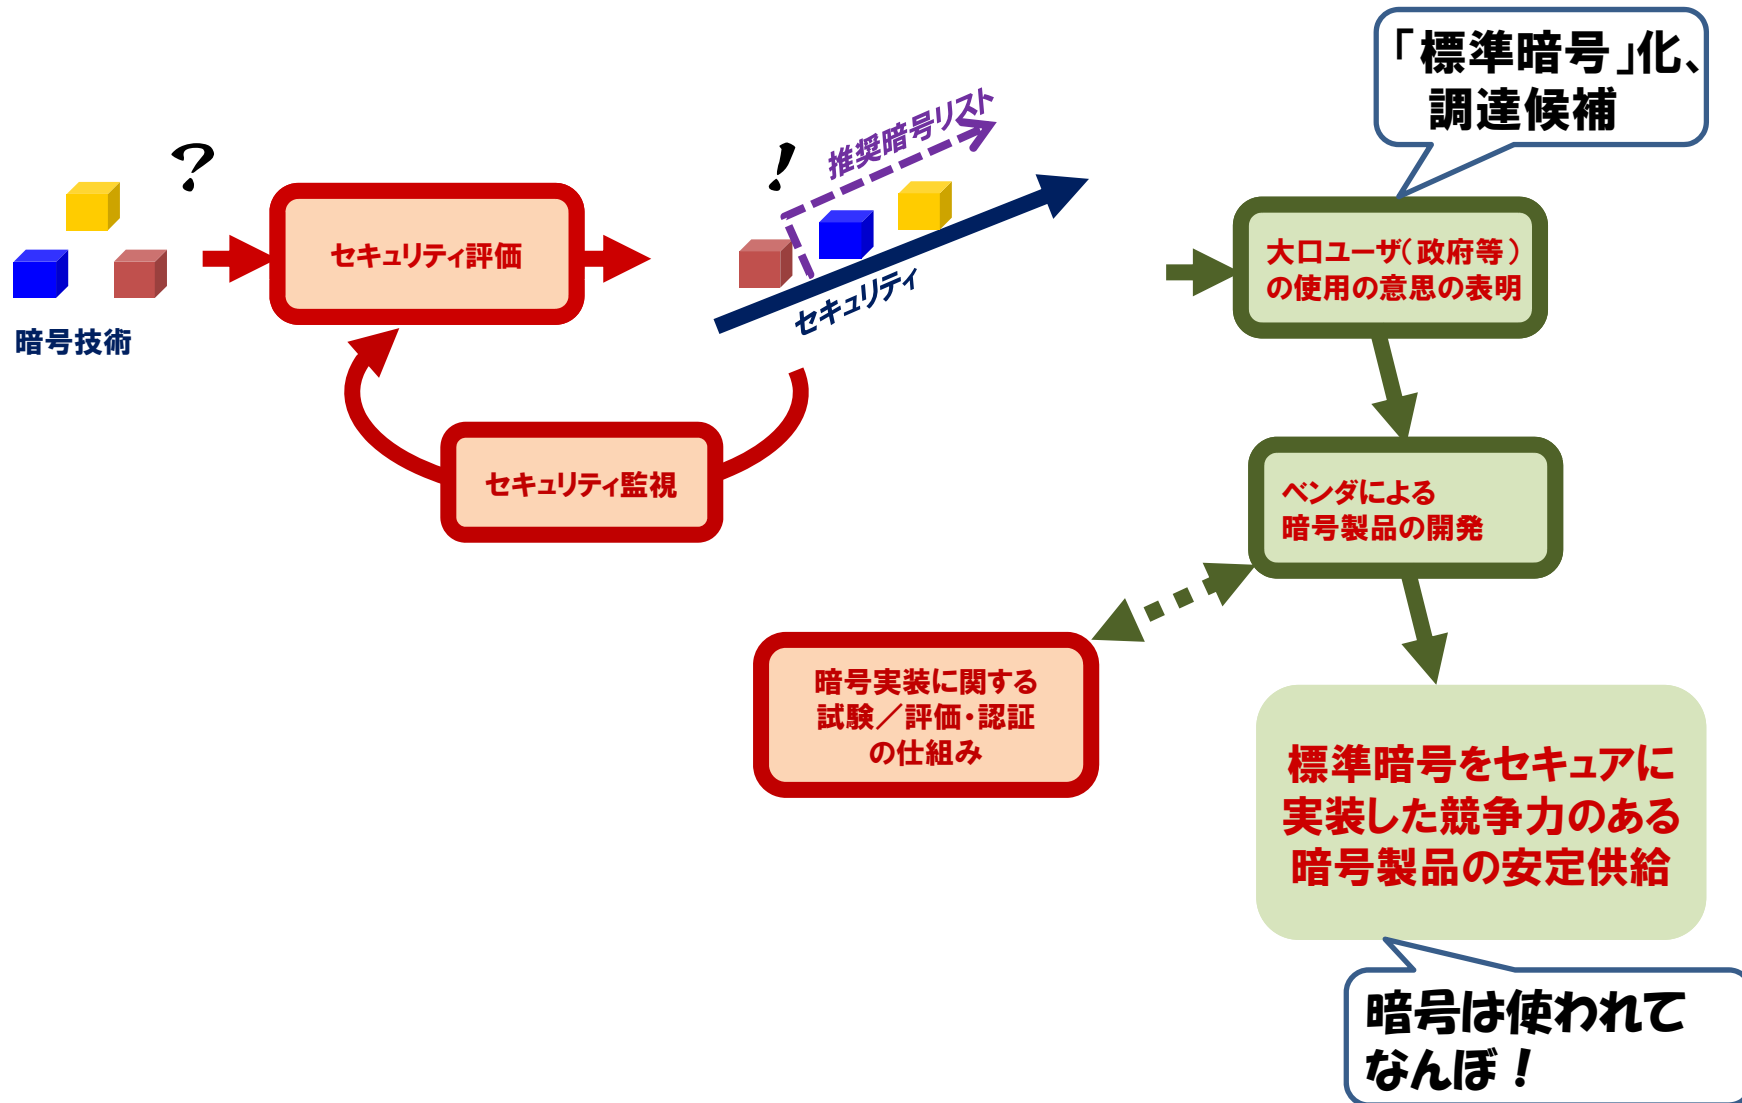 「標準暗号」化、
調達候補
?
!
推奨暗号リスト
セキュリティ評価
大口ユーザ(政府等)
の使用の意思の表明
セキュリティ
暗号技術
セキュリティ監視
ベンダによる
暗号製品の開発
暗号実装に関する
試験／評価・認証
の仕組み
標準暗号をセキュアに
実装した競争力のある
暗号製品の安定供給
暗号は使われて
なんぼ！